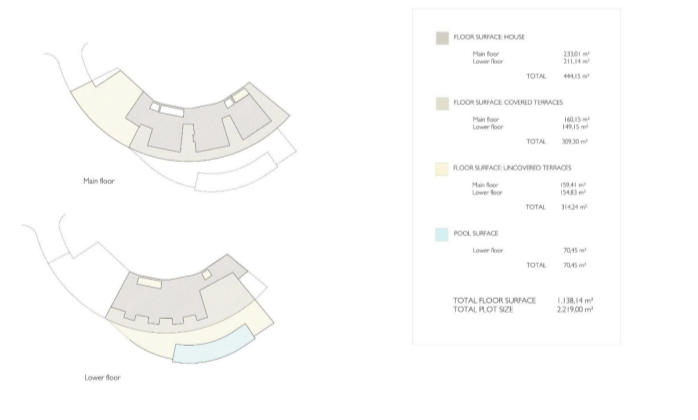 Main floor
Lower floor
FLOOR SURFACE: HOUSE
Main floor 233,01 m²
Lower floor 211,14 m²
TOTAL 444,15 m²
FLOOR SURFACE: COVERED TERRACES
Main floor 160,15 m²
Lower floor 149,15 m²
TOTAL 309,30 m²
FLOOR SURFACE: UNCOVERED TERRACES
Main floor 159,41 m²
Lower floor 154,83 m²
TOTAL 314,24 m²
POOL SURFACE
Lower floor 70,45 m²
TOTAL 70,45 m²
TOTAL FLOOR SURFACE 1.138,14 m²
TOTAL PLOT SIZE 2.219,00 m²